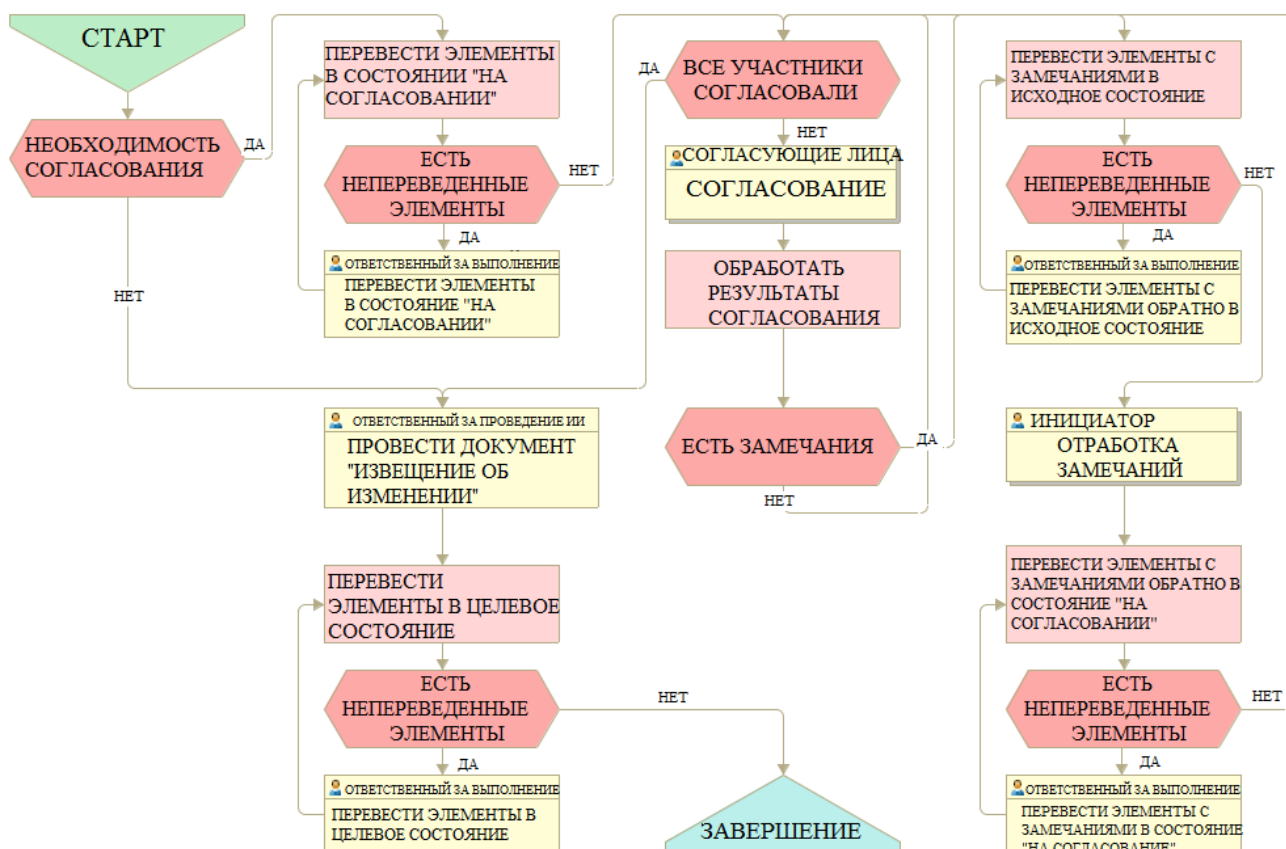 СТАРТ
НЕОБХОДИМОСТЬ
СОГЛАСОВАНИЯ
ДА
НЕТ
ПЕРЕВЕСТИ ЭЛЕМЕНТЫ
В СОСТОЯНИИ "НА
СОГЛАСОВАНИИ"
ЕСТЬ
НЕПЕРЕВЕДЕННЫЕ
ЭЛЕМЕНТЫ
НЕТ
ДА
ОТВЕТСТВЕННЫЙ ЗА ВЫПОЛНЕНИЕ
ПЕРЕВЕСТИ ЭЛЕМЕНТЫ
В СОСТОЯНИЕ "НА
СОГЛАСОВАНИИ"
ОТВЕТСТВЕННЫЙ ЗА ПРОВЕДЕНИЕ ИИ
ПРОВЕСТИ ДОКУМЕНТ
"ИЗВЕЩЕНИЕ ОБ
ИЗМЕНЕНИИ"
ПЕРЕВЕСТИ
ЭЛЕМЕНТЫ В ЦЕЛЕВОЕ
СОСТОЯНИЕ
ЕСТЬ
НЕПЕРЕВЕДЕННЫЕ
ЭЛЕМЕНТЫ
НЕТ
ДА
ОТВЕТСТВЕННЫЙ ЗА ВЫПОЛНЕНИЕ
ПЕРЕВЕСТИ ЭЛЕМЕНТЫ В
ЦЕЛЕВОЕ СОСТОЯНИЕ
ДА
ВСЕ УЧАСТНИКИ
СОГЛАСОВАЛИ
НЕТ
СОГЛАСУЮЩИЕ ЛИЦА
СОГЛАСОВАНИЕ
ОБРАБОТАТЬ
РЕЗУЛЬТАТЫ
СОГЛАСОВАНИЯ
ЕСТЬ ЗАМЕЧАНИЯ
ДА
НЕТ
ЗАВЕРШЕНИЕ
ПЕРЕВЕСТИ ЭЛЕМЕНТЫ С
ЗАМЕЧАНИЯМИ В
ИСХОДНОЕ СОСТОЯНИЕ
ЕСТЬ
НЕПЕРЕВЕДЕННЫЕ
ЭЛЕМЕНТЫ
НЕТ
ДА
ОТВЕТСТВЕННЫЙ ЗА ВЫПОЛНЕНИЕ
ПЕРЕВЕСТИ ЭЛЕМЕНТЫ С
ЗАМЕЧАНИЯМИ ОБРАТНО В
ИСХОДНОЕ СОСТОЯНИЕ
ИНИЦИАТОР
ОТРАБОТКА
ЗАМЕЧАНИЙ
ПЕРЕВЕСТИ ЭЛЕМЕНТЫ С
ЗАМЕЧАНИЯМИ ОБРАТНО В
СОСТОЯНИЕ "НА
СОГЛАСОВАНИИ"
ЕСТЬ
НЕПЕРЕВЕДЕННЫЕ
ЭЛЕМЕНТЫ
НЕТ
ДА
ОТВЕТСТВЕННЫЙ ЗА ВЫПОЛНЕНИЕ
ПЕРЕВЕСТИ ЭЛЕМЕНТЫ С
ЗАМЕЧАНИЯМИ В СОСТОЯНИЕ
"НА СОГЛАСОВАНИЕ"